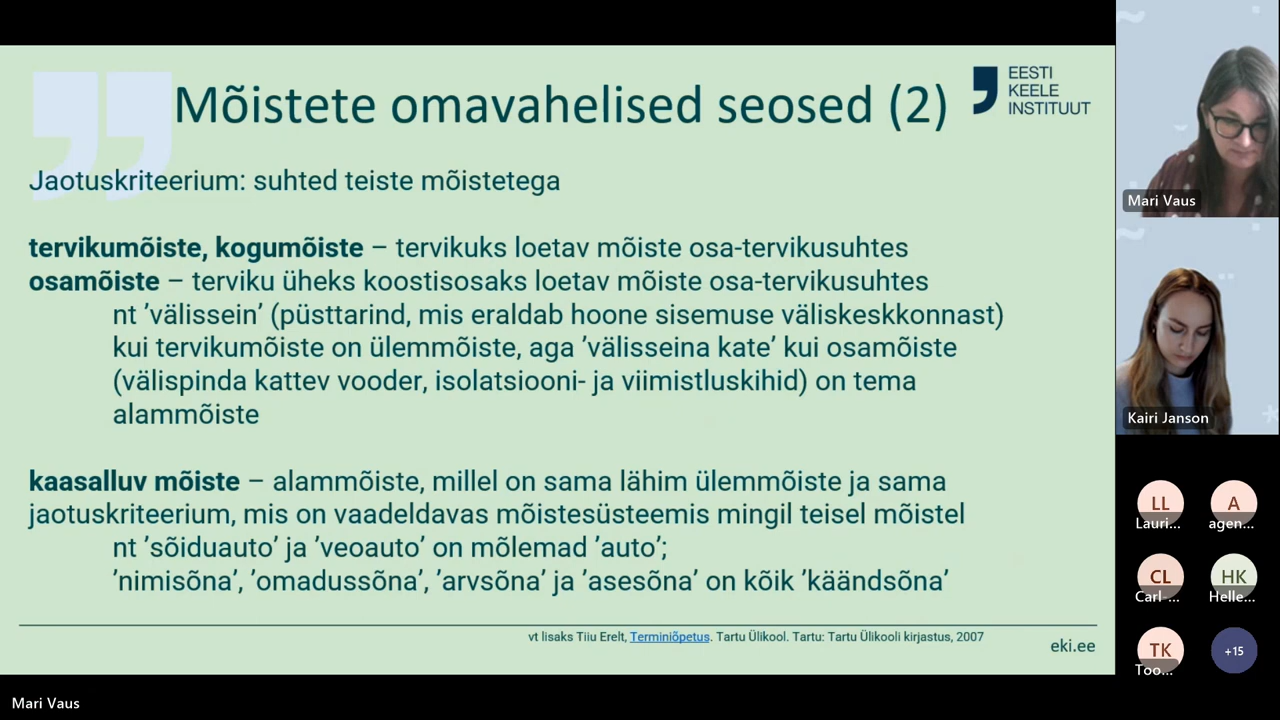 Mõistete omavahelised seosed (2)
EESTI
KEELE
INSTITUUT
Jaotuskriteerium: suhted teiste mõistetega
tervikumõiste, kogumõiste – tervikuks loetav mõiste osa-tervikusuhtes
osamõiste – terviku üheks koostisosaks loetav mõiste osa-tervikusuhtes
nt ’välissein’ (püsttarind, mis eraldab hoone sisemuse väliskeskkonnast)
kui tervikumõiste on ülemmõiste, aga ’välisseina kate’ kui osamõiste
(välispinda kattev vooder, isolatsiooni- ja viimistluskihid) on tema
alammõiste
kaasalluv mõiste – alammõiste, millel on sama lähim ülemmõiste ja sama
jaotuskriteerium, mis on vaadeldavas mõistesüsteemis mingil teisel mõistel
nt ’sõiduauto’ ja ’veoauto’ on mõlemad ’auto’;
’nimisõna’, ’omadussõna’, ’arvsõna’ ja ’asesõna’ on kõik ’käändsõna’
vt lisaks Tiiu Erelt, Terminiõpetus. Tartu Ülikool. Tartu: Tartu Ülikooli kirjastus, 2007
eki.ee
Mari Vaus
Mari Vaus
Kairi Janson
LL
A
Lauri...
agen...
CL
HK
Carl-...
Helle...
TK
+15
Too...